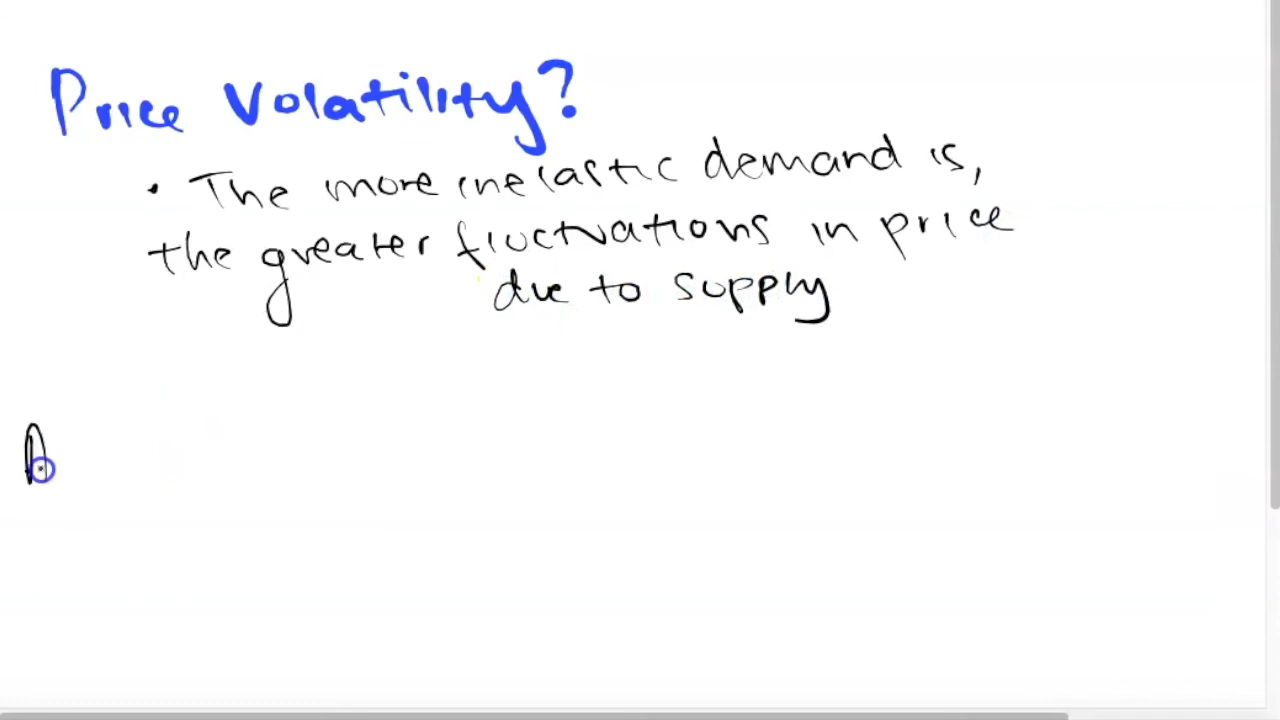 Price Volatility?
• The more inelastic demand is,
the greater fluctuations in price
due to supply